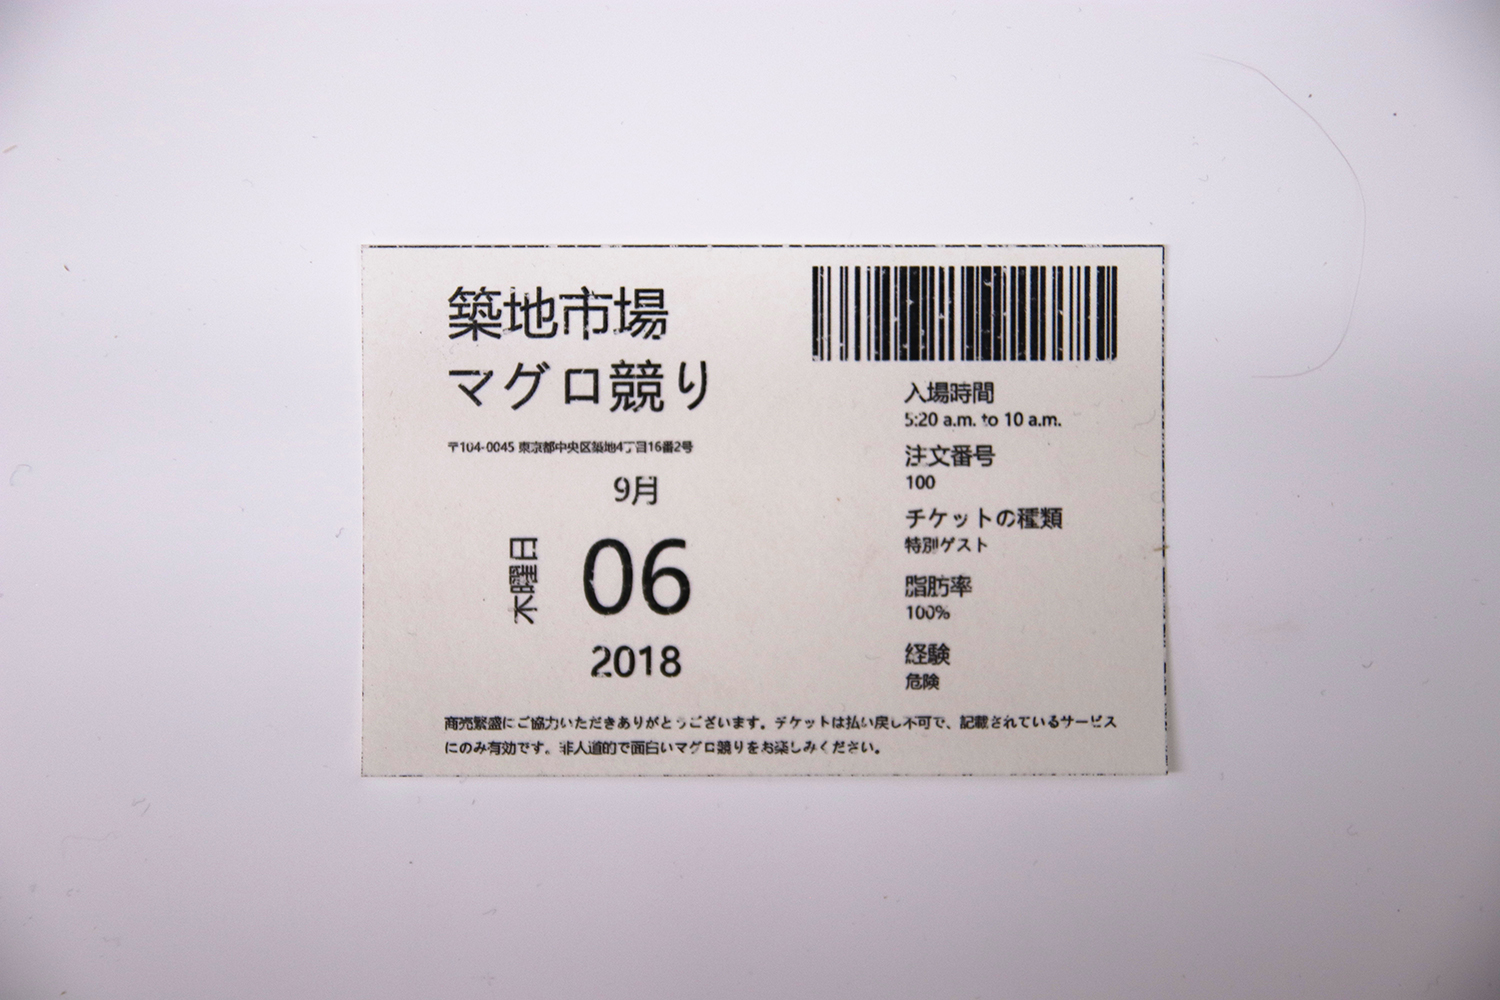 築地市場
マグロ競り
〒104-0045 東京都中央区築地4丁目16番2号
9月
木曜日
06
2018
入場時間
5:20 a.m. to 10 a.m.
注文番号
100
チケットの種類
特別ゲスト
脂肪率
100%
経験
危険
商売繁盛にご協力いただきありがとうございます。チケットは払い戻し不可で、記載されているサービス
にのみ有効です。非人道的で面白いマグロ競りをお楽しみください。